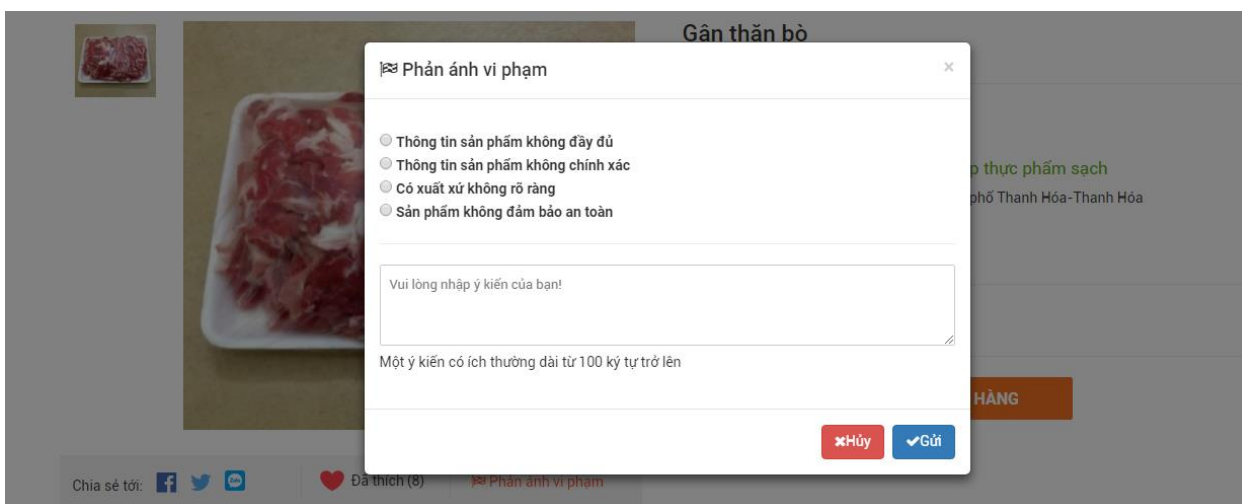 Gân thăn bò
Phản ánh vi phạm
×
Thông tin sản phẩm không đầy đủ
Thông tin sản phẩm không chính xác
Có xuất xứ không rõ ràng
Sản phẩm không đảm bảo an toàn
p thực phẩm sạch
phố Thanh Hóa-Thanh Hóa
Vui lòng nhập ý kiến của bạn!
Một ý kiến có ích thường dài từ 100 ký tự trở lên
HÀNG
Hủy
Gửi
Chia sẻ tới:
Zalo
Đã thích (8)
Phản ánh vi phạm